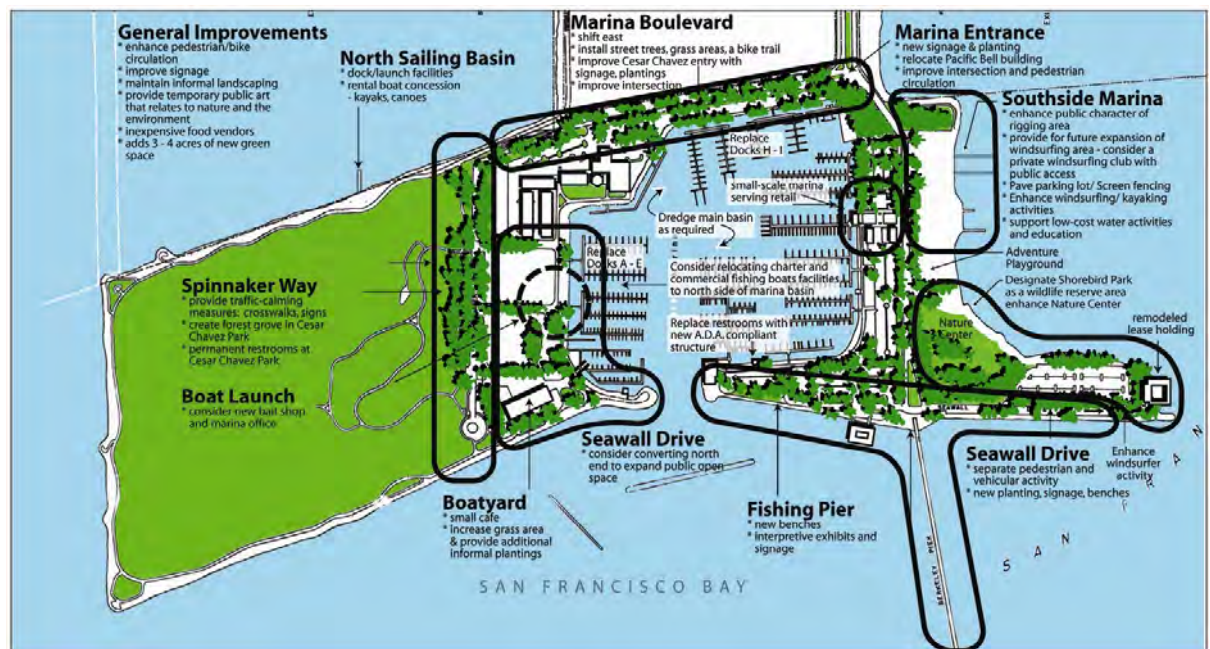 General Improvements
* enhance pedestrian/bike
circulation
* improve signage
maintain informal landscaping
* provide temporary public art
that relates to nature and the
environment
* inexpensive food vendors
* adds 3 - 4 acres of new green
space
North Sailing Basin
* dock/launch facilities
* rental boat concession
- kayaks, canoes
Marina Boulevard
* shift east
* install street trees, grass areas, a bike trail
* improve Cesar Chavez entry with
signage, plantings
* improve intersection
Marina Entrance
* new signage & planting
* relocate Pacific Bell building
* improve intersection and pedestrian
circulation
Southside Marina
* enhance public character of
rigging area
* provide for future expansion of
windsurfing area - consider a
private windsurfing club with
public access
* Pave parking lot/ Screen fencing
* Enhance windsurfing/ kayaking
activities
* support low-cost water activities
and education
Replace
Docks H - I
small-scale marina
serving retail
Dredge main basin
as required
Replace
Docks A - E
Consider relocating charter and
commercial fishing boats facilities
to north side of marina basin
Replace restrooms with
new A.D.A. compliant
structure
Adventure
Playground
Designate Shorebird Park
as a wildlife reserve area
enhance Nature Center
Nature
Center
remodeled
lease holding
Spinnaker Way
* provide traffic-calming
measures: crosswalks, signs
* create forest grove in Cesar
Chavez Park
* permanent restrooms at
Cesar Chavez Park
Boat Launch
* consider new bait shop
and marina office
Seawall Drive
* consider converting north
end to expand public open
space
SEAWALL
Seawall Drive
* separate pedestrian and
vehicular activity
* new planting, signage, benches
Enhance
windsurfer
activity
Boatyard
* small cafe
* increase grass area
& provide additional
informal plantings
Fishing Pier
* new benches
* interpretive exhibits and
signage
BERKELEY PIER
SAN FRANCISCO BAY
S A N F R A N